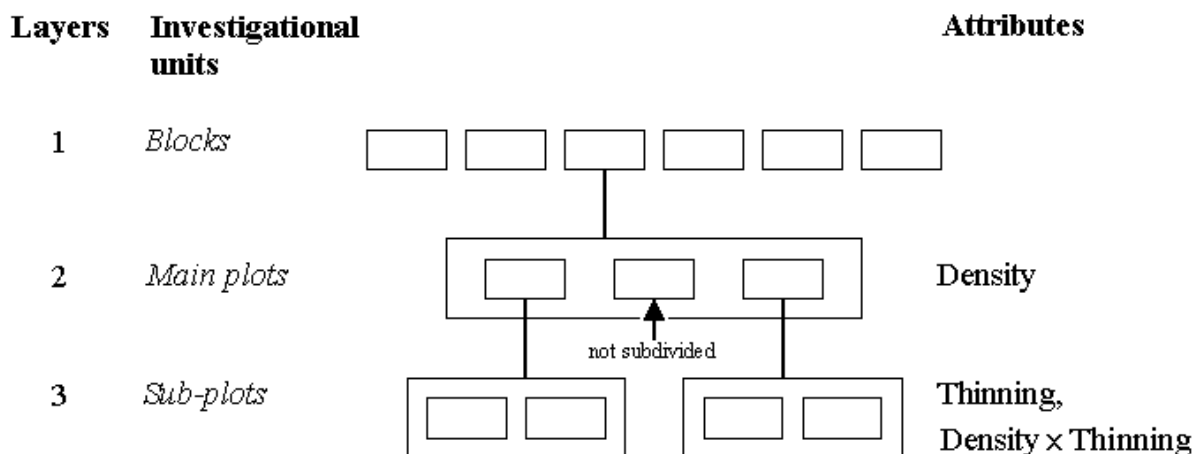 Layers Investigational units Attributes
1 Blocks
2 Main plots Density
not subdivided
3 Sub-plots Thinning,
Density × Thinning